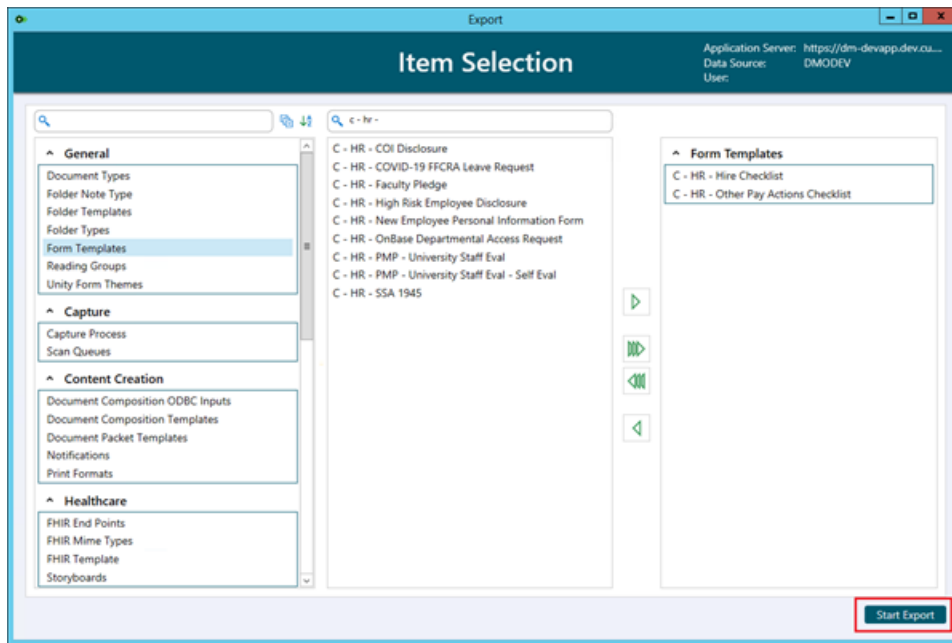 Export
Item Selection
Application Server: https://dm-devapp.dev.cu....
Data Source: DMODEV
User:
c - hr -
General
Document Types
Folder Note Type
Folder Templates
Folder Types
Form Templates
Reading Groups
Unity Form Themes
Capture
Capture Process
Scan Queues
Content Creation
Document Composition ODBC Inputs
Document Composition Templates
Document Packet Templates
Notifications
Print Formats
Healthcare
FHIR End Points
FHIR Mime Types
FHIR Template
Storyboards
C - HR - COI Disclosure
C - HR - COVID-19 FFCRA Leave Request
C - HR - Faculty Pledge
C - HR - High Risk Employee Disclosure
C - HR - New Employee Personal Information Form
C - HR - OnBase Departmental Access Request
C - HR - PMP - University Staff Eval
C - HR - PMP - University Staff Eval - Self Eval
C - HR - SSA 1945
Form Templates
C - HR - Hire Checklist
C - HR - Other Pay Actions Checklist
Start Export